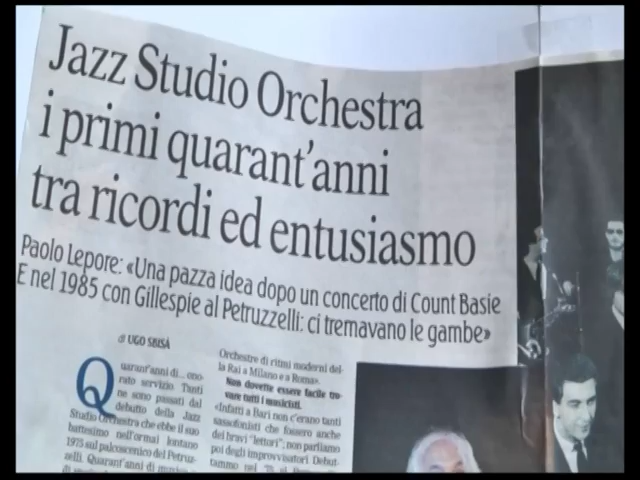 Jazz Studio Orchestra
i primi quarant'anni
tra ricordi ed entusiasmo
Paolo Lepore: «Una pazza idea dopo un concerto di Count Basie
E nel 1985 con Gillespie al Petruzzelli: ci tremavano le gambe»
di UGO SBISÀ
Quarant'anni di... ono-
rato servizio Tanti
ne sono passati dal
debutto della Jazz
Studio Orchestra che ebbe il suo
battesimo nell'ormai lontano
1975 sul palcoscenico del Petruz-
zelli. Quarant'anni di
Orchestre di ritmi moderni del-
la Rai a Milano e a Roma».
Non dovette essere facile tro-
vare tutti i musicisti.
«Infatti a Bari non c'erano tanti
sassofonisti che fossero anche
dei bravi "lettori", non parliamo
poi degli improvvisatori. Debut-
tammo nel